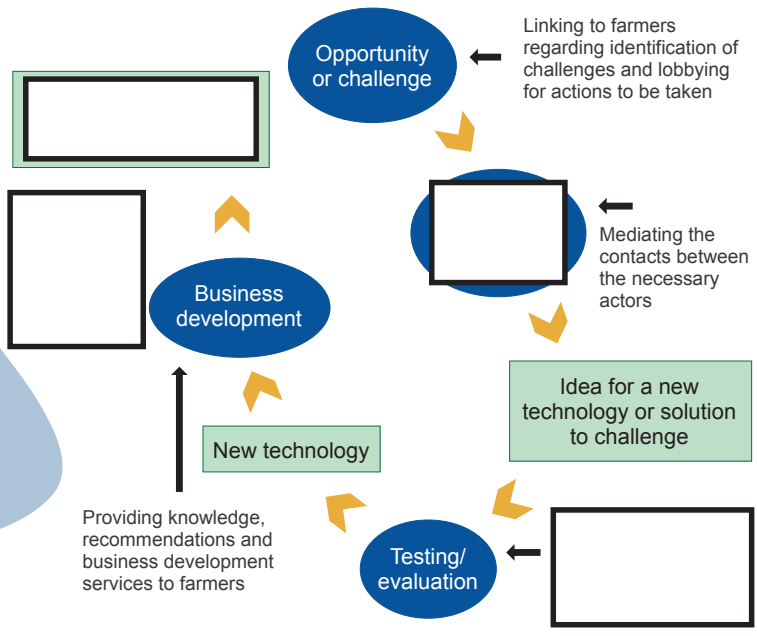 Opportunity
or challenge
Linking to farmers
regarding identification of
challenges and lobbying
for actions to be taken
Mediating the
contacts between
the necessary
actors
Idea for a new
technology or solution
to challenge
Testing/
evaluation
New technology
Business
development
Providing knowledge,
recommendations and
business development
services to farmers